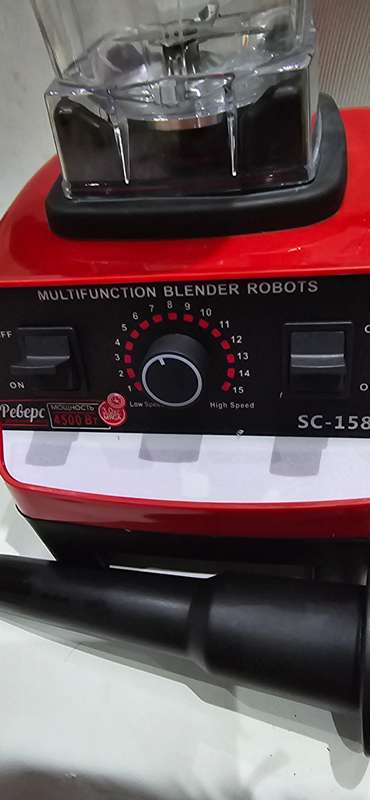 MULTIFUNCTION BLENDER ROBOTS
1 2 3 4 5 6 7 8 9 10 11 12 13 14 15
ON
Low Speed High Speed
Реверс
МОЩНОСТЬ
4500 Вт
SC-158